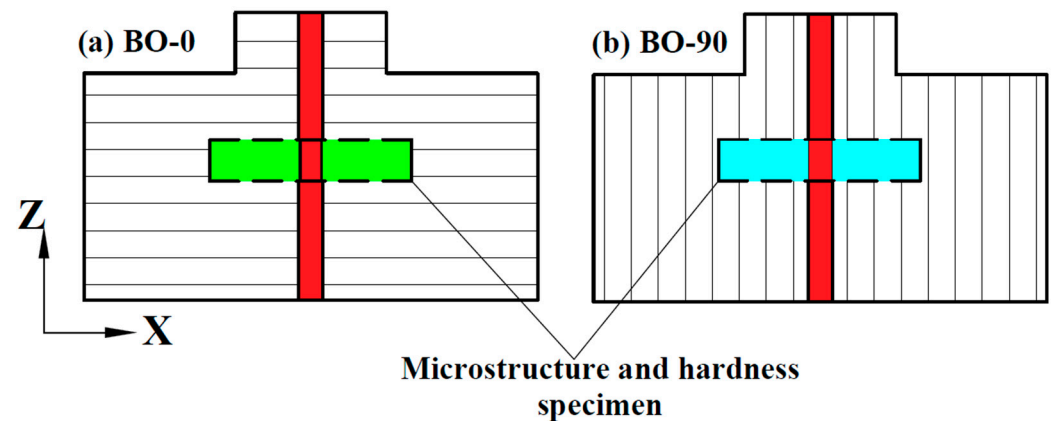 (a) BO-0
(b) BO-90
Z
X
Microstructure and hardness
specimen